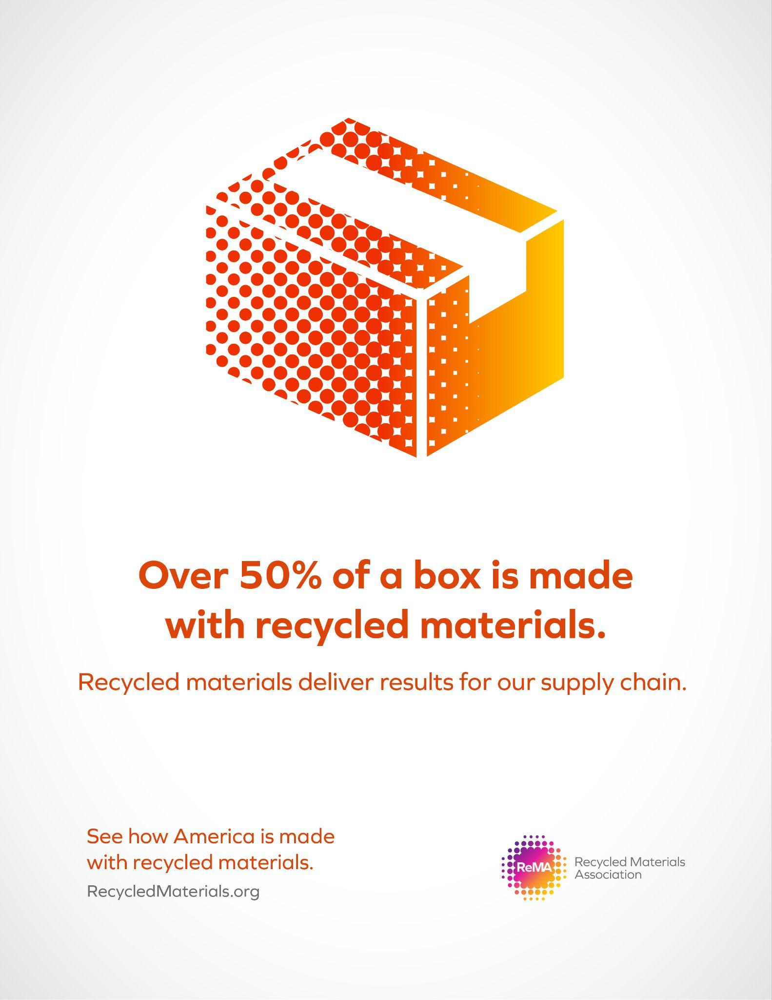 Over 50% of a box is made
with recycled materials.
Recycled materials deliver results for our supply chain.
See how America is made
with recycled materials.
RecycledMaterials.org
ReMA
Recycled Materials
Association